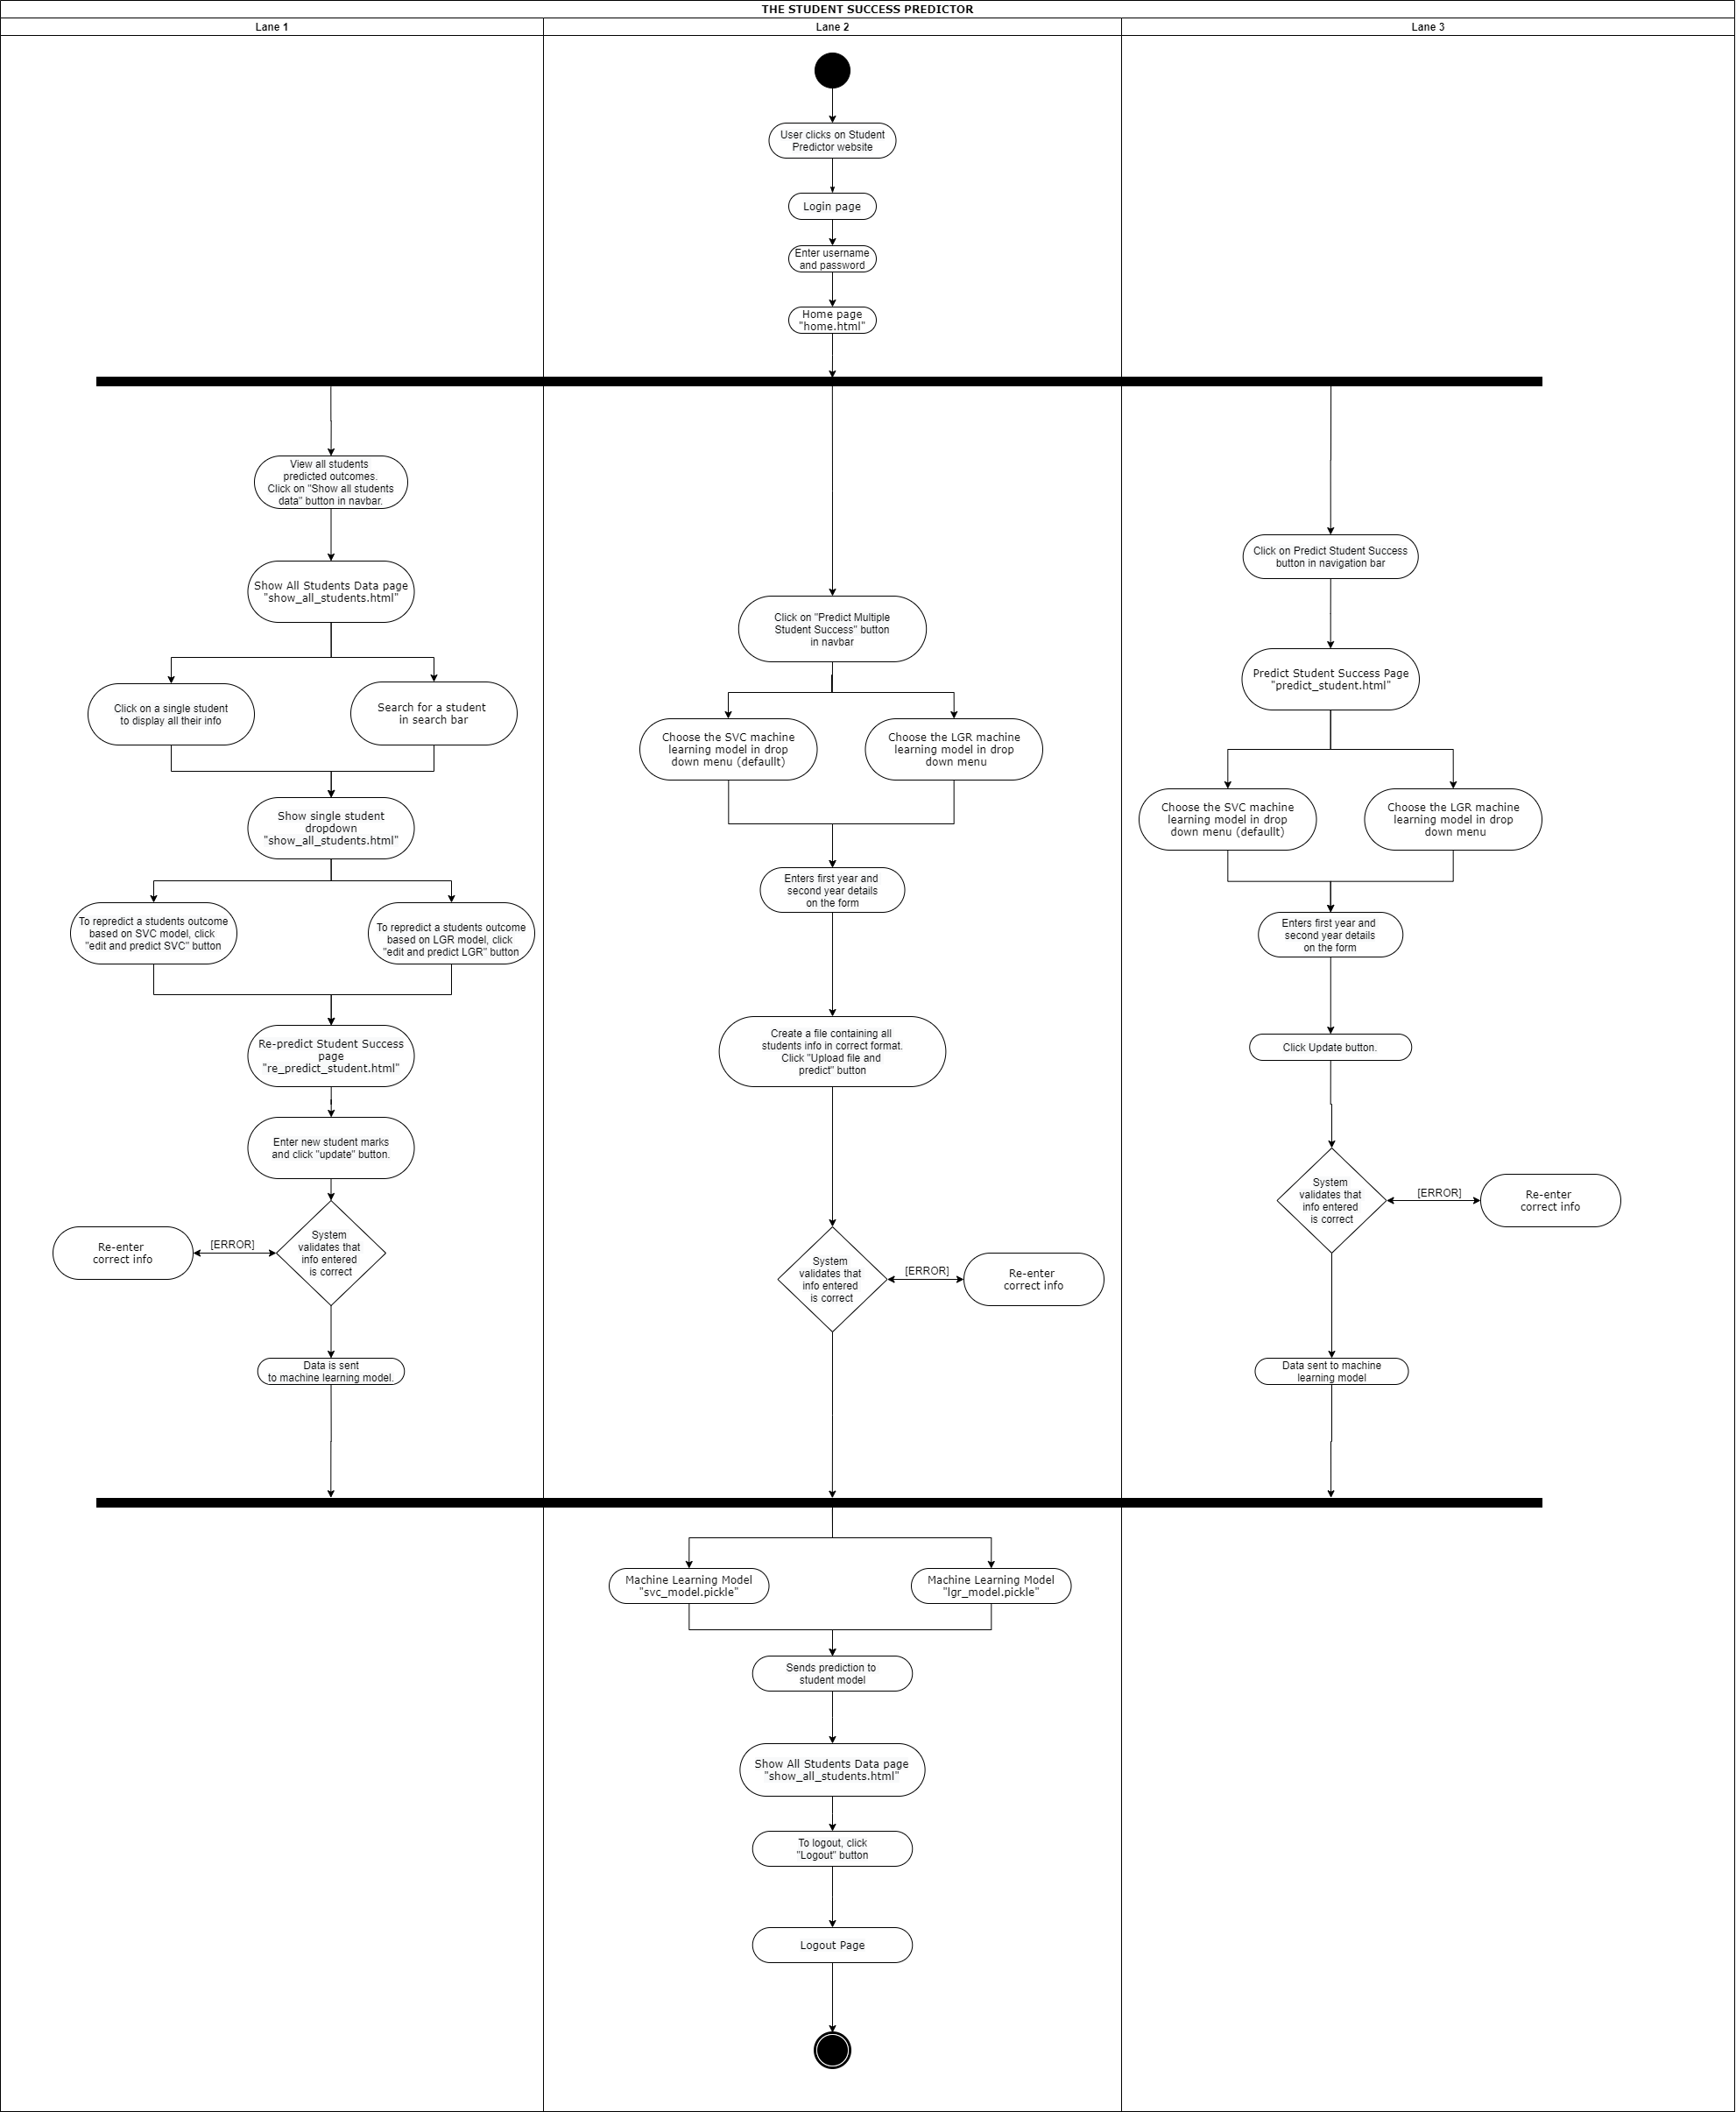 THE STUDENT SUCCESS PREDICTOR
Lane 1
Lane 2
Lane 3
User clicks on Student
Predictor website
Login page
Enter username
and password
Home page
"home.html"
View all students
predicted outcomes.
Click on "Show all students
data" button in navbar.
Show All Students Data page
"show_all_students.html"
Click on a single student
to display all their info
Search for a student
in search bar
Show single student
dropdown
"show_all_students.html"
To repredict a students outcome
based on SVC model, click
"edit and predict SVC" button
To repredict a students outcome
based on LGR model, click
"edit and predict LGR" button
Re-predict Student Success
page
"re_predict_student.html"
Enter new student marks
and click "update" button.
System
validates that
info entered
is correct
[ERROR]
Re-enter
correct info
Data is sent
to machine learning model.
Click on "Predict Multiple
Student Success" button
in navbar
Choose the SVC machine
learning model in drop
down menu (defaullt)
Choose the LGR machine
learning model in drop
down menu
Enters first year and
second year details
on the form
Create a file containing all
students info in correct format.
Click "Upload file and
predict" button
System
validates that
info entered
is correct
[ERROR]
Re-enter
correct info
Click on Predict Student Success
button in navigation bar
Predict Student Success Page
"predict_student.html"
Choose the SVC machine
learning model in drop
down menu (defaullt)
Choose the LGR machine
learning model in drop
down menu
Enters first year and
second year details
on the form
Click Update button.
System
validates that
info entered
is correct
[ERROR]
Re-enter
correct info
Data sent to machine
learning model
Machine Learning Model
"svc_model.pickle"
Machine Learning Model
"lgr_model.pickle"
Sends prediction to
student model
Show All Students Data page
"show_all_students.html"
To logout, click
"Logout" button
Logout Page